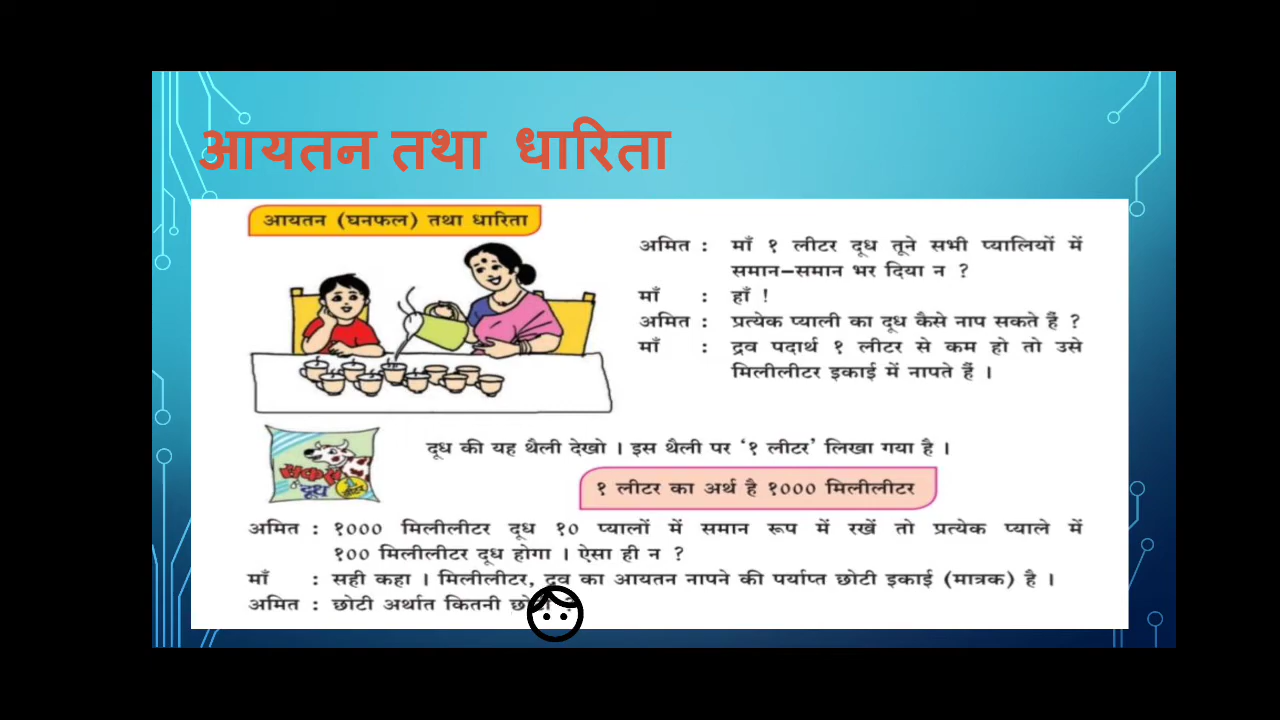 आयतन तथा धारिता
आयतन (घनफल) तथा धारिता
अमित : माँ १ लीटर दूध तूने सभी प्यालियों में
समान–समान भर दिया न ?
माँ : हाँ !
अमित : प्रत्येक प्याली का दूध कैसे नाप सकते हैं ?
माँ : द्रव पदार्थ १ लीटर से कम हो तो उसे
मिलीलीटर इकाई में नापते हैं ।
दूध की यह थैली देखो । इस थैली पर ‘१ लीटर’ लिखा गया है ।
दूध
१ लीटर का अर्थ है १००० मिलीलीटर
अमित : १००० मिलीलीटर दूध १० प्यालों में समान रूप में रखें तो प्रत्येक प्याले में
१०० मिलीलीटर दूध होगा । ऐसा ही न ?
माँ : सही कहा । मिलीलीटर, द्रव का आयतन नापने की पर्याप्त छोटी इकाई (मात्रक) है ।
अमित : छोटी अर्थात कितनी छोटी ?